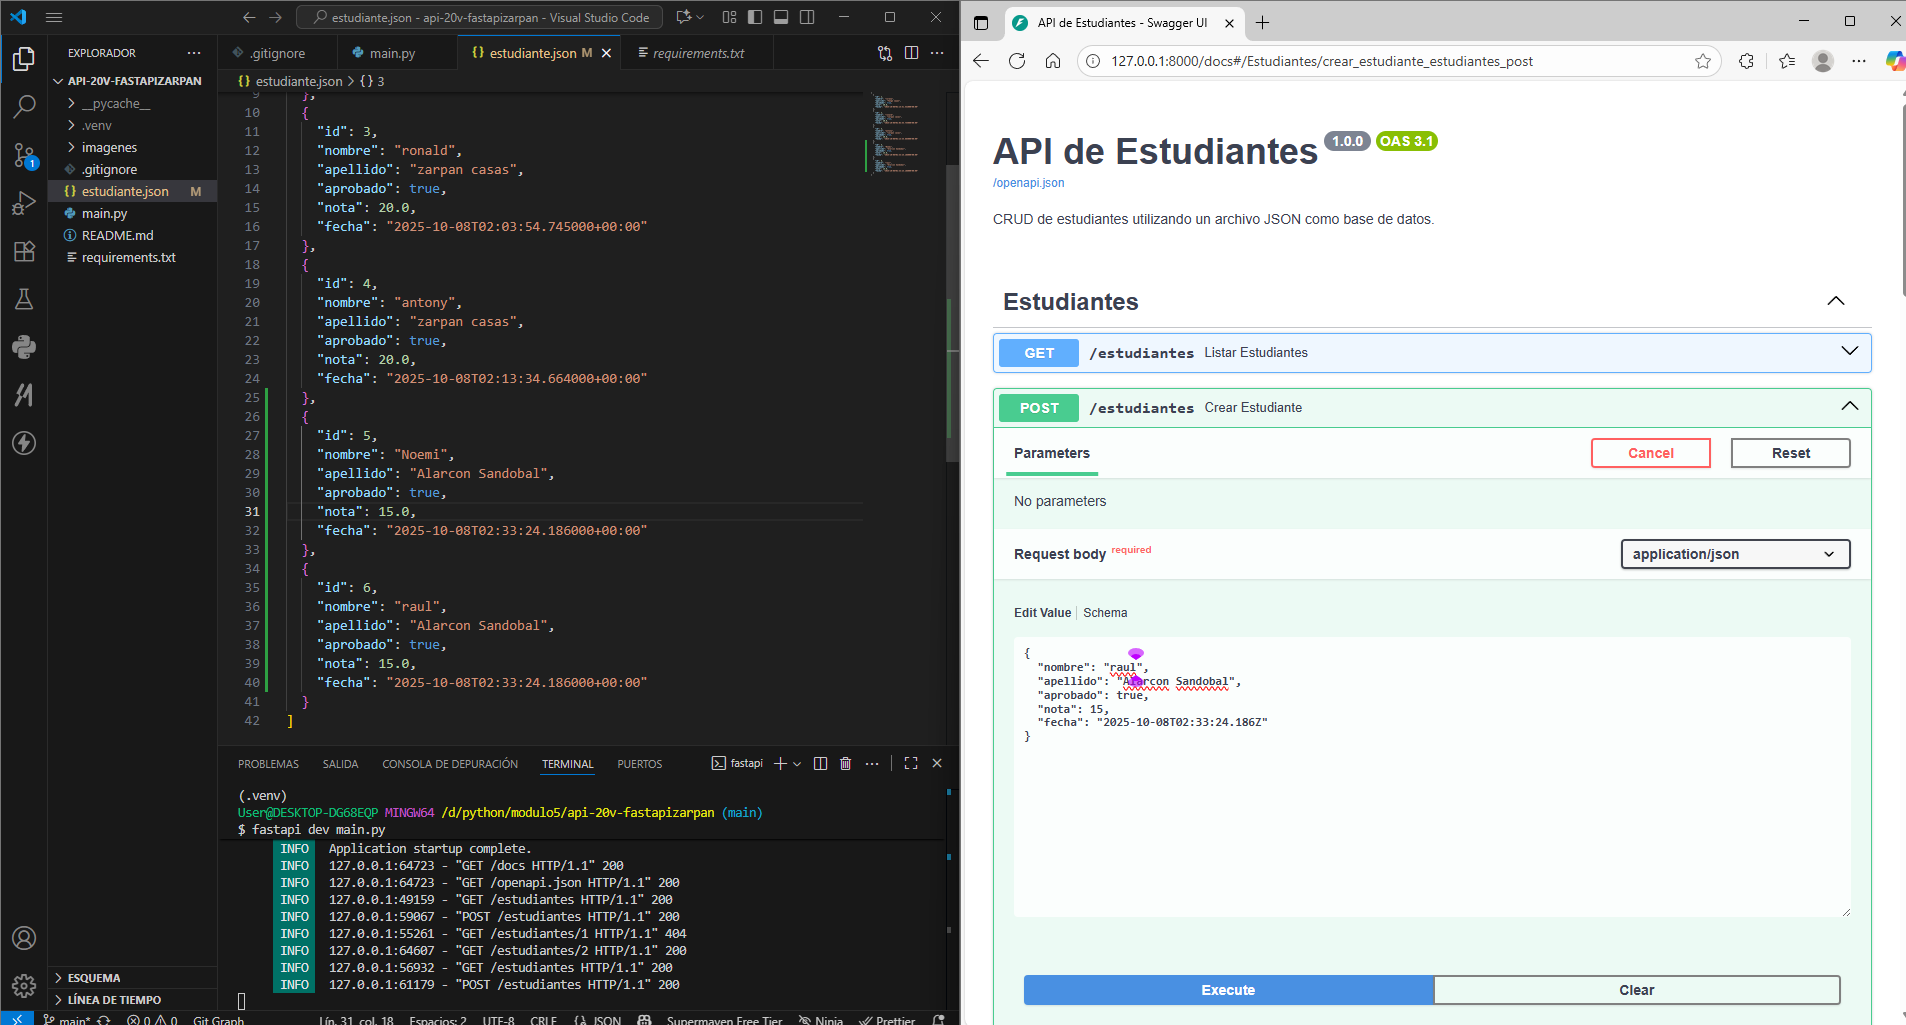 estudiante.json - api-20v-fastapizarpan - Visual Studio Code
EXPLORADOR
API-20V-FASTAPIZARPAN
__pycache__
.venv
imagenes
.gitignore
estudiante.json M
main.py
README.md
requirements.txt
ESQUEMA
LÍNEA DE TIEMPO
1
.gitignore
main.py
{} estudiante.json M
requirements.txt
{} estudiante.json > {} 3
9 },
10 {
11 "id": 3,
12 "nombre": "ronald",
13 "apellido": "zarpan casas",
14 "aprobado": true,
15 "nota": 20.0,
16 "fecha": "2025-10-08T02:03:54.745000+00:00"
17 },
18 {
19 "id": 4,
20 "nombre": "antony",
21 "apellido": "zarpan casas",
22 "aprobado": true,
23 "nota": 20.0,
24 "fecha": "2025-10-08T02:13:34.664000+00:00"
25 },
26 {
27 "id": 5,
28 "nombre": "Noemi",
29 "apellido": "Alarcon Sandobal",
30 "aprobado": true,
31 "nota": 15.0,
32 "fecha": "2025-10-08T02:33:24.186000+00:00"
33 },
34 {
35 "id": 6,
36 "nombre": "raul",
37 "apellido": "Alarcon Sandobal",
38 "aprobado": true,
39 "nota": 15.0,
40 "fecha": "2025-10-08T02:33:24.186000+00:00"
41 }
42 ]
PROBLEMAS SALIDA CONSOLA DE DEPURACIÓN TERMINAL PUERTOS fastapi
(.venv)
User@DESKTOP-DG68EQP MINGW64 /d/python/modulo5/api-20v-fastapizarpan (main)
$ fastapi dev main.py
INFO Application startup complete.
INFO 127.0.0.1:64723 - "GET /docs HTTP/1.1" 200
INFO 127.0.0.1:64723 - "GET /openapi.json HTTP/1.1" 200
INFO 127.0.0.1:49159 - "GET /estudiantes HTTP/1.1" 200
INFO 127.0.0.1:59067 - "POST /estudiantes HTTP/1.1" 200
INFO 127.0.0.1:55261 - "GET /estudiantes/1 HTTP/1.1" 404
INFO 127.0.0.1:64607 - "GET /estudiantes/2 HTTP/1.1" 200
INFO 127.0.0.1:56932 - "GET /estudiantes HTTP/1.1" 200
INFO 127.0.0.1:61179 - "POST /estudiantes HTTP/1.1" 200
main* 0 0 Git Graph Lín. 31, col. 18 Espacios: 2 UTF-8 CRLF {} JSON Supermaven Free Tier Ninja Prettier
API de Estudiantes - Swagger UI
127.0.0.1:8000/docs#/Estudiantes/crear_estudiante_estudiantes_post
API de Estudiantes 1.0.0 OAS 3.1
/openapi.json
CRUD de estudiantes utilizando un archivo JSON como base de datos.
Estudiantes
GET /estudiantes Listar Estudiantes
POST /estudiantes Crear Estudiante
Parameters
Cancel
Reset
No parameters
Request body required
application/json
Edit Value | Schema
{
"nombre": "raul",
"apellido": "Alarcon Sandobal",
"aprobado": true,
"nota": 15,
"fecha": "2025-10-08T02:33:24.186Z"
}
Execute
Clear